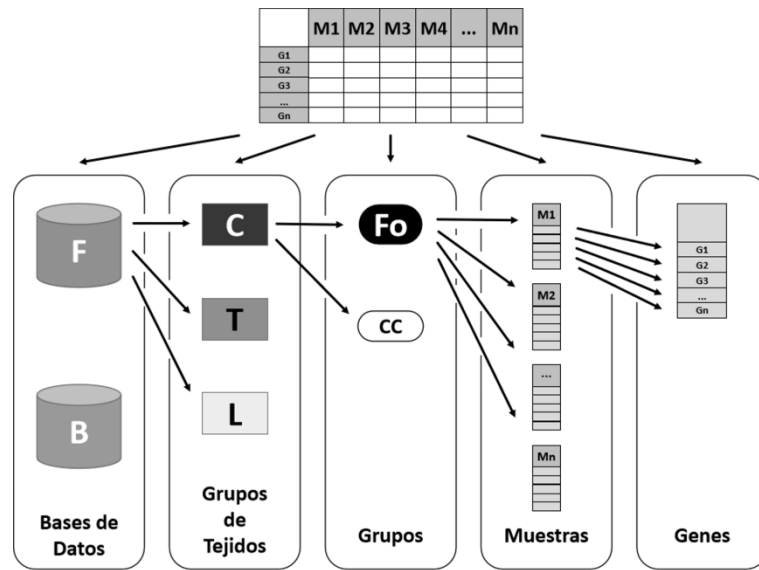 M1 M2 M3 M4 ... Mn
G1
G2
G3
...
Gn
F
B
Bases de
Datos
C
T
L
Grupos
de
Tejidos
Fo
CC
Grupos
M1
M2
...
Mn
Muestras
G1
G2
G3
...
Gn
Genes